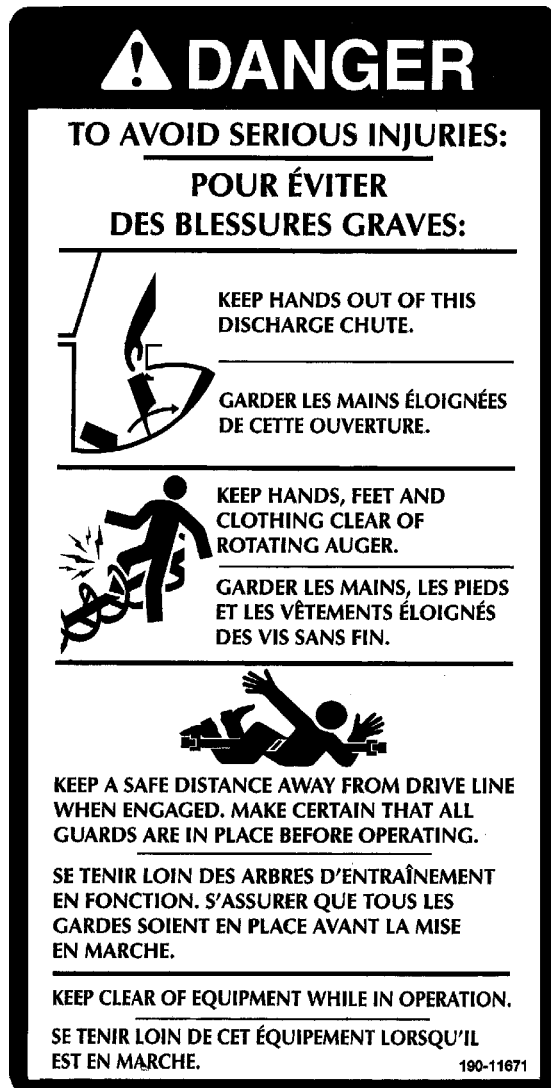 DANGER
TO AVOID SERIOUS INJURIES:
POUR ÉVITER
DES BLESSURES GRAVES:
KEEP HANDS OUT OF THIS
DISCHARGE CHUTE.
GARDER LES MAINS ÉLOIGNÉES
DE CETTE OUVERTURE.
KEEP HANDS, FEET AND
CLOTHING CLEAR OF
ROTATING AUGER.
GARDER LES MAINS, LES PIEDS
ET LES VÊTEMENTS ÉLOIGNÉS
DES VIS SANS FIN.
KEEP A SAFE DISTANCE AWAY FROM DRIVE LINE
WHEN ENGAGED. MAKE CERTAIN THAT ALL
GUARDS ARE IN PLACE BEFORE OPERATING.
SE TENIR LOIN DES ARBRES D'ENTRAÎNEMENT
EN FONCTION. S'ASSURER QUE TOUS LES
GARDES SOIENT EN PLACE AVANT LA MISE
EN MARCHE.
KEEP CLEAR OF EQUIPMENT WHILE IN OPERATION.
SE TENIR LOIN DE CET ÉQUIPEMENT LORSQU'IL
EST EN MARCHE.
190-11671